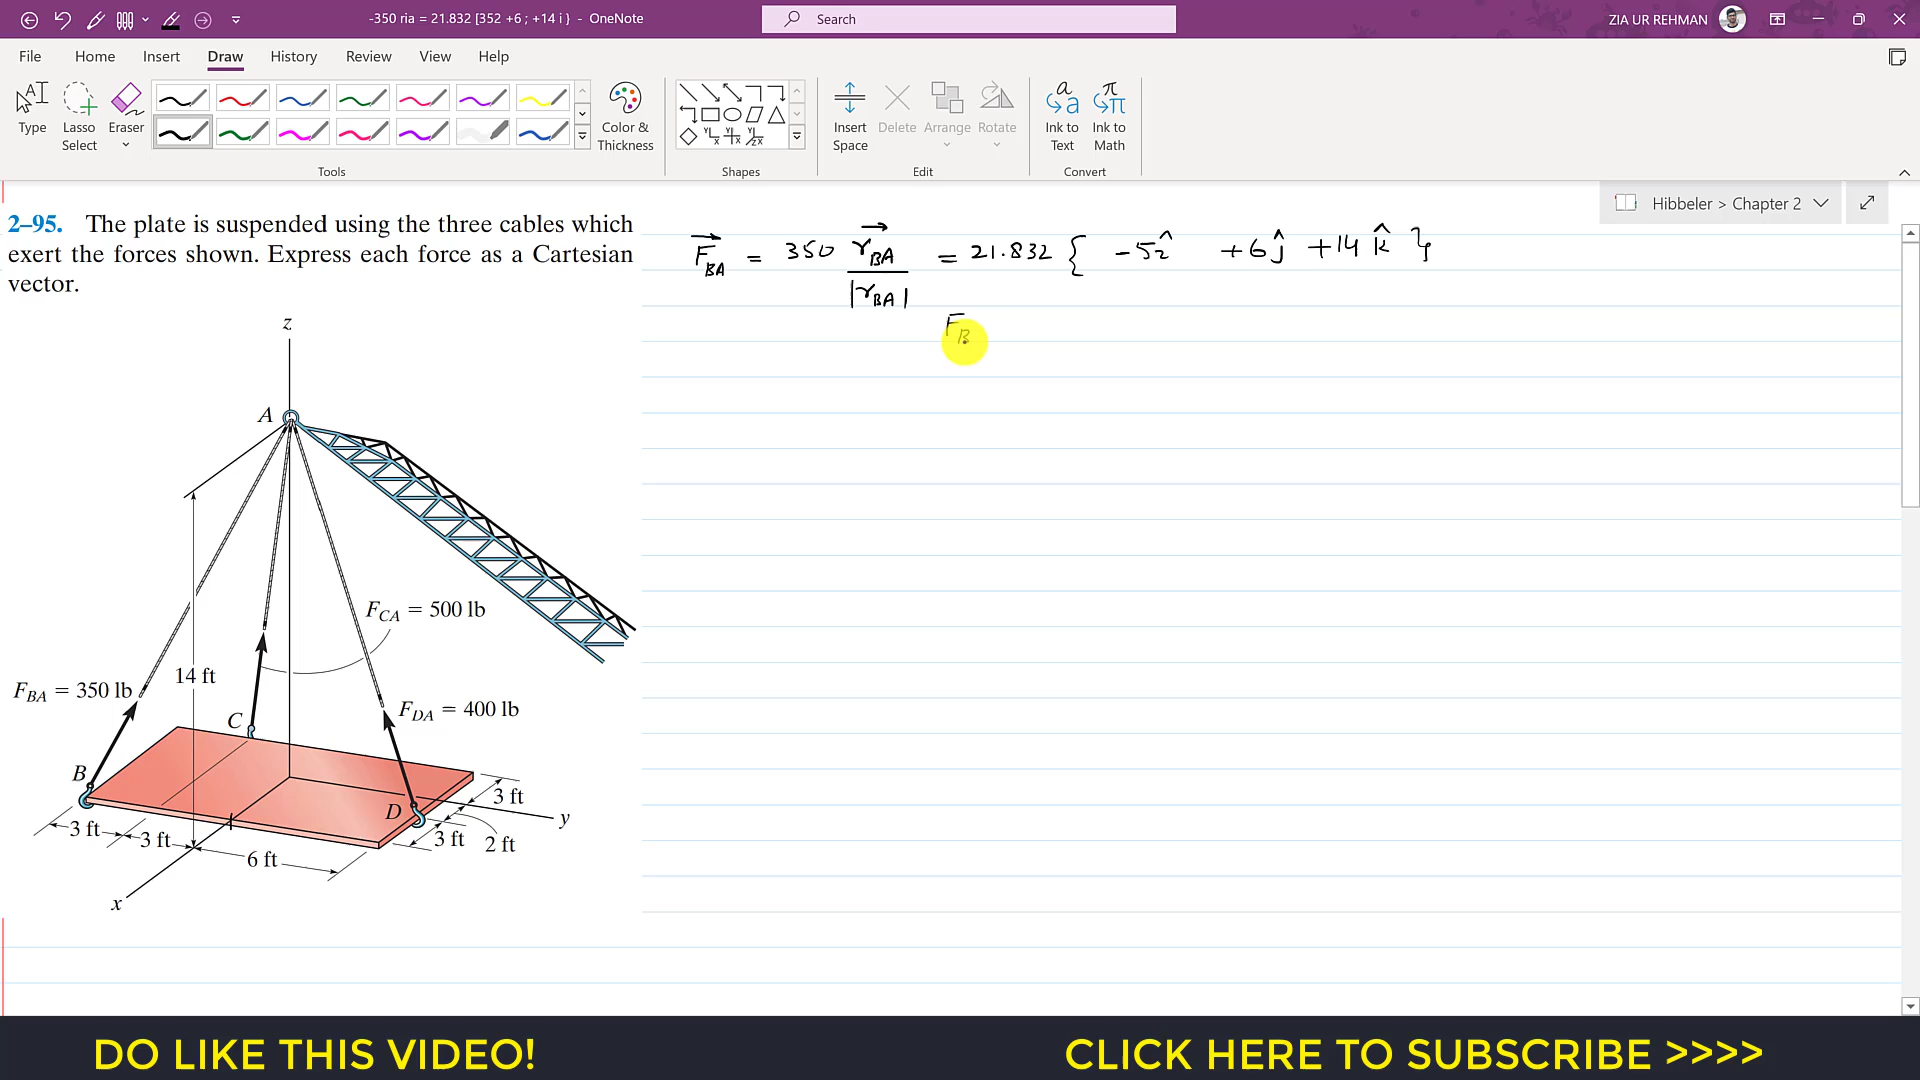 -350 ria = 21.832 [352 +6 ; +14 i } - OneNote
Search
ZIA UR REHMAN
File Home Insert Draw History Review View Help
Type
Lasso Select
Eraser
Color & Thickness
Insert Space
Delete
Arrange
Rotate
Ink to Text
Ink to Math
Tools
Shapes
Edit
Convert
Hibbeler > Chapter 2
2–95. The plate is suspended using the three cables which
exert the forces shown. Express each force as a Cartesian
vector.
F_BA = 350 r_BA / |r_BA| = 21.832 { -5î +6ĵ +14 k̂ }
F_B
z
A
F_CA = 500 lb
14 ft
F_BA = 350 lb
F_DA = 400 lb
C
B
D
3 ft
y
3 ft
3 ft
3 ft
2 ft
6 ft
x
DO LIKE THIS VIDEO!
CLICK HERE TO SUBSCRIBE >>>>